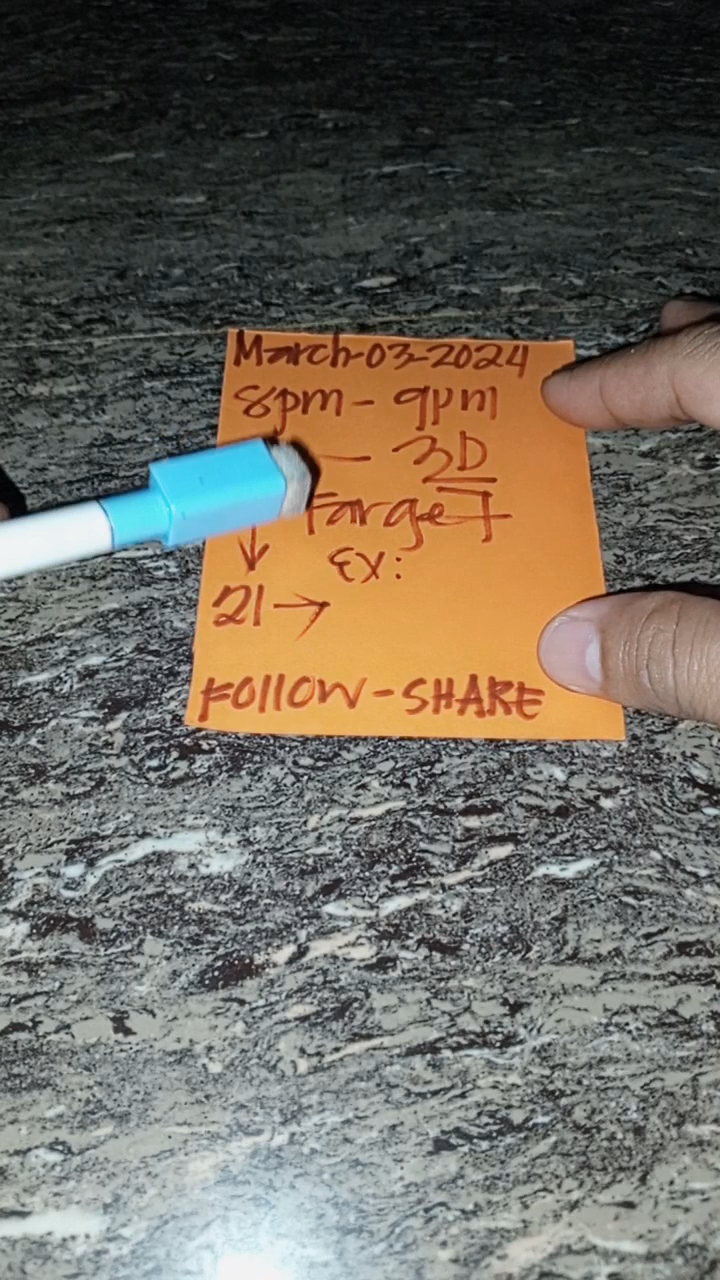 March-03-2024
8pm - 9pm
- 3D
Target
↓ EX:
21 →
FOLLOW - SHARE